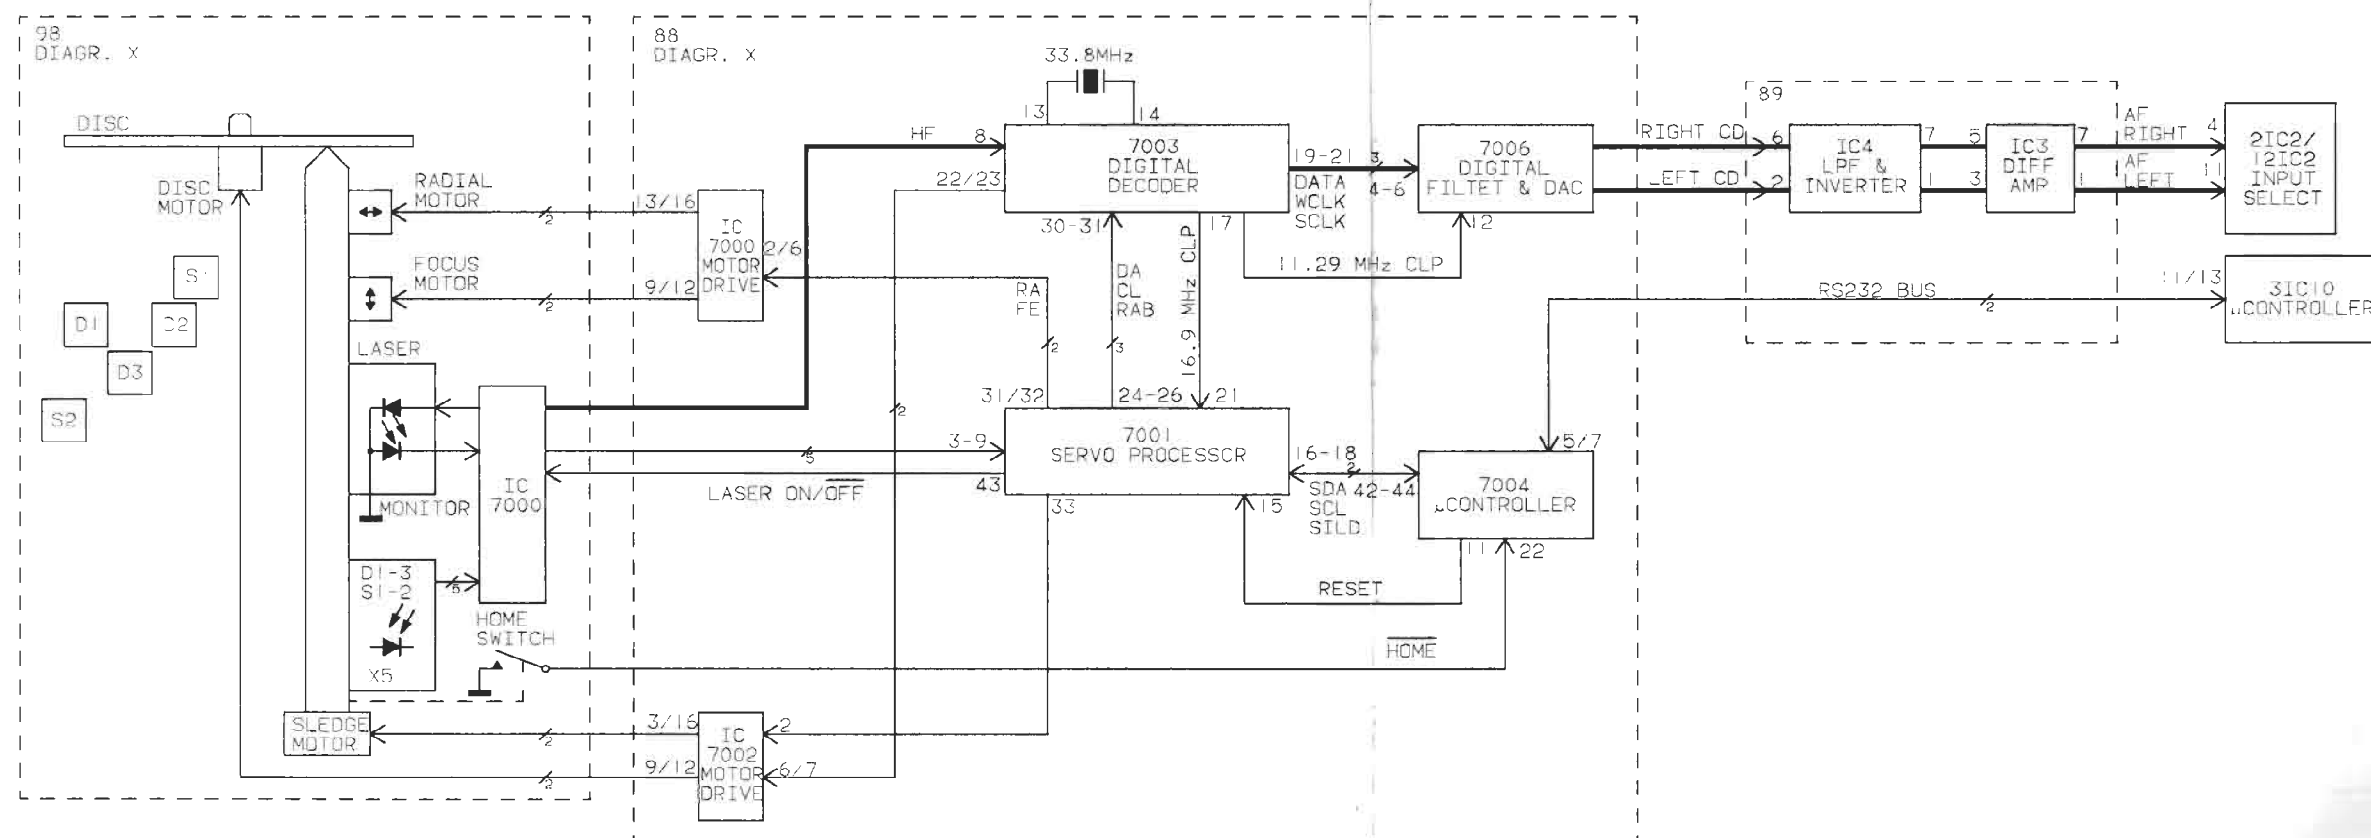 98
DIAGR. X
DISC
DISC
MOTOR
RADIAL
MOTOR
FOCUS
MOTOR
S1
D1
D2
D3
S2
LASER
MONITOR
IC
7000
D1-3
S1-2
X5
5
HOME
SWITCH
SLEDGE
MOTOR
2
2
2
2
88
DIAGR. X
13/16
9/12
IC
7000
MOTOR
DRIVE
2/6
HF
8
22/23
33.8MHz
13
14
7003
DIGITAL
DECODER
30-31
17
19-21
3
4-6
DATA
WCLK
SCLK
7006
DIGITAL
FILTET & DAC
12
11.29 MHz CLP
16.9 MHz CLP
RA
FE
2
DA
CL
RAB
3
2
31/32
24-26
21
3-9
5
7001
SERVO PROCESSOR
43
LASER ON/OFF
33
15
16-18
2
42-44
SDA
SCL
SILD
5/7
7004
µCONTROLLER
11
22
RESET
HOME
3/16
9/12
IC
7002
MOTOR
DRIVE
2
6/7
RIGHT CD
LEFT CD
89
6
2
IC4
LPF &
INVERTER
7
1
5
3
IC3
DIFF
AMP
7
1
AF
RIGHT
AF
LEFT
4
11
2IC2/
12IC2
INPUT
SELECT
RS232 BUS
2
11/13
3IC10
µCONTROLLER